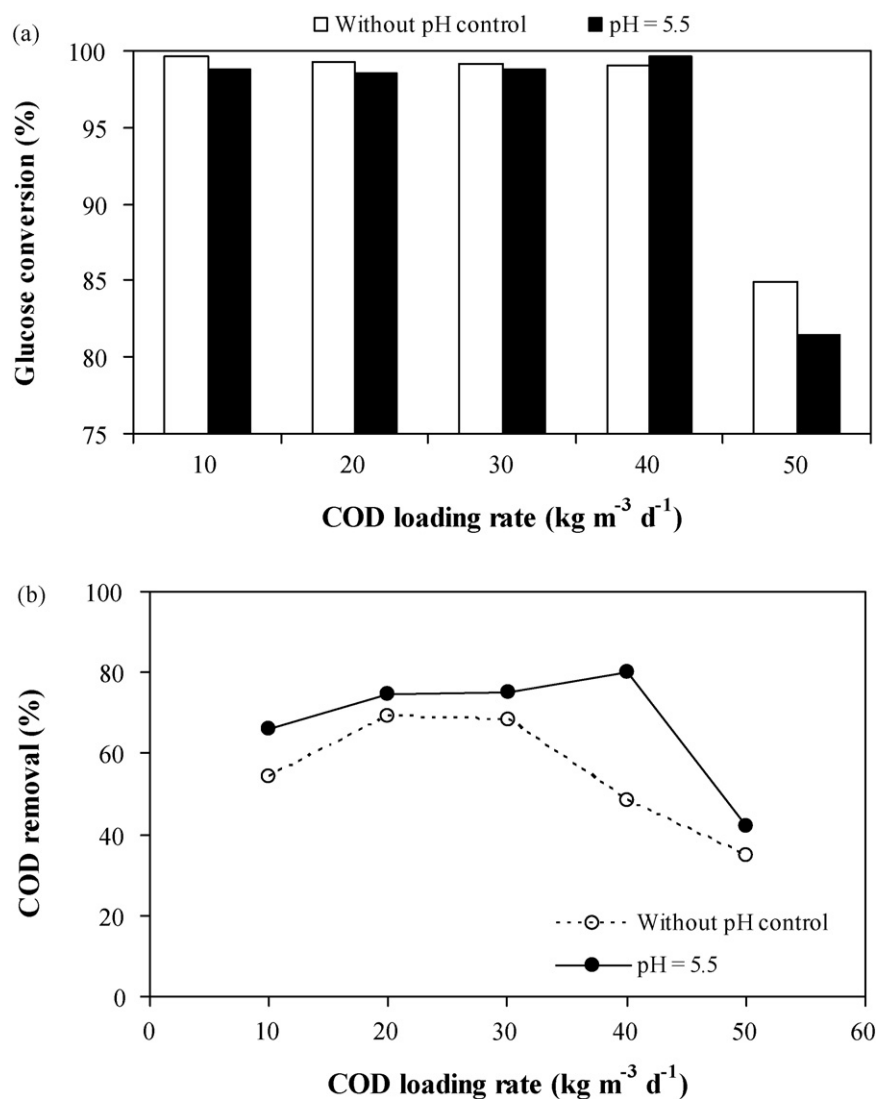 (a)
Without pH control
pH = 5.5
100
95
90
85
80
75
Glucose conversion (%)
10 20 30 40 50
COD loading rate (kg m⁻³ d⁻¹)
(b)
100
80
60
40
20
0
COD removal (%)
Without pH control
pH = 5.5
0 10 20 30 40 50 60
COD loading rate (kg m⁻³ d⁻¹)